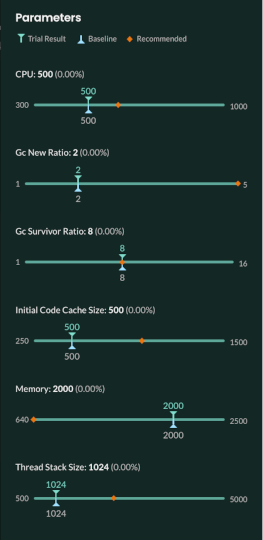 Parameters
Trial Result Baseline Recommended
CPU: 500 (0.00%)
500
300 1000
500
Gc New Ratio: 2 (0.00%)
2
1 5
2
Gc Survivor Ratio: 8 (0.00%)
8
1 16
8
Initial Code Cache Size: 500 (0.00%)
500
250 1500
500
Memory: 2000 (0.00%)
2000
640 2500
2000
Thread Stack Size: 1024 (0.00%)
1024
500 5000
1024